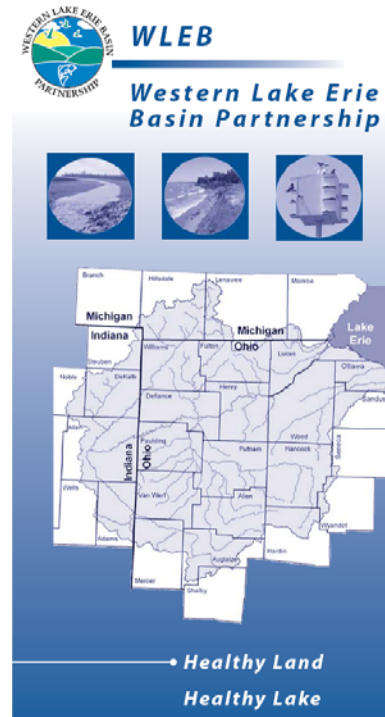 WESTERN LAKE ERIE BASIN
PARTNERSHIP
WLEB
Western Lake Erie
Basin Partnership
Branch
Hillsdale
Lenawee
Monroe
Michigan
Michigan
Lake
Erie
Indiana
Ohio
Steuben
Williams
Fulton
Lucas
Ottawa
Noble
DeKalb
Henry
Sandus
Defiance
Allen
Indiana
Ohio
Paulding
Putnam
Wood
Hancock
Seneca
Wells
Van Wert
Allen
Adams
Wyandot
Hardin
Auglaize
Mercer
Shelby
Healthy Land
Healthy Lake